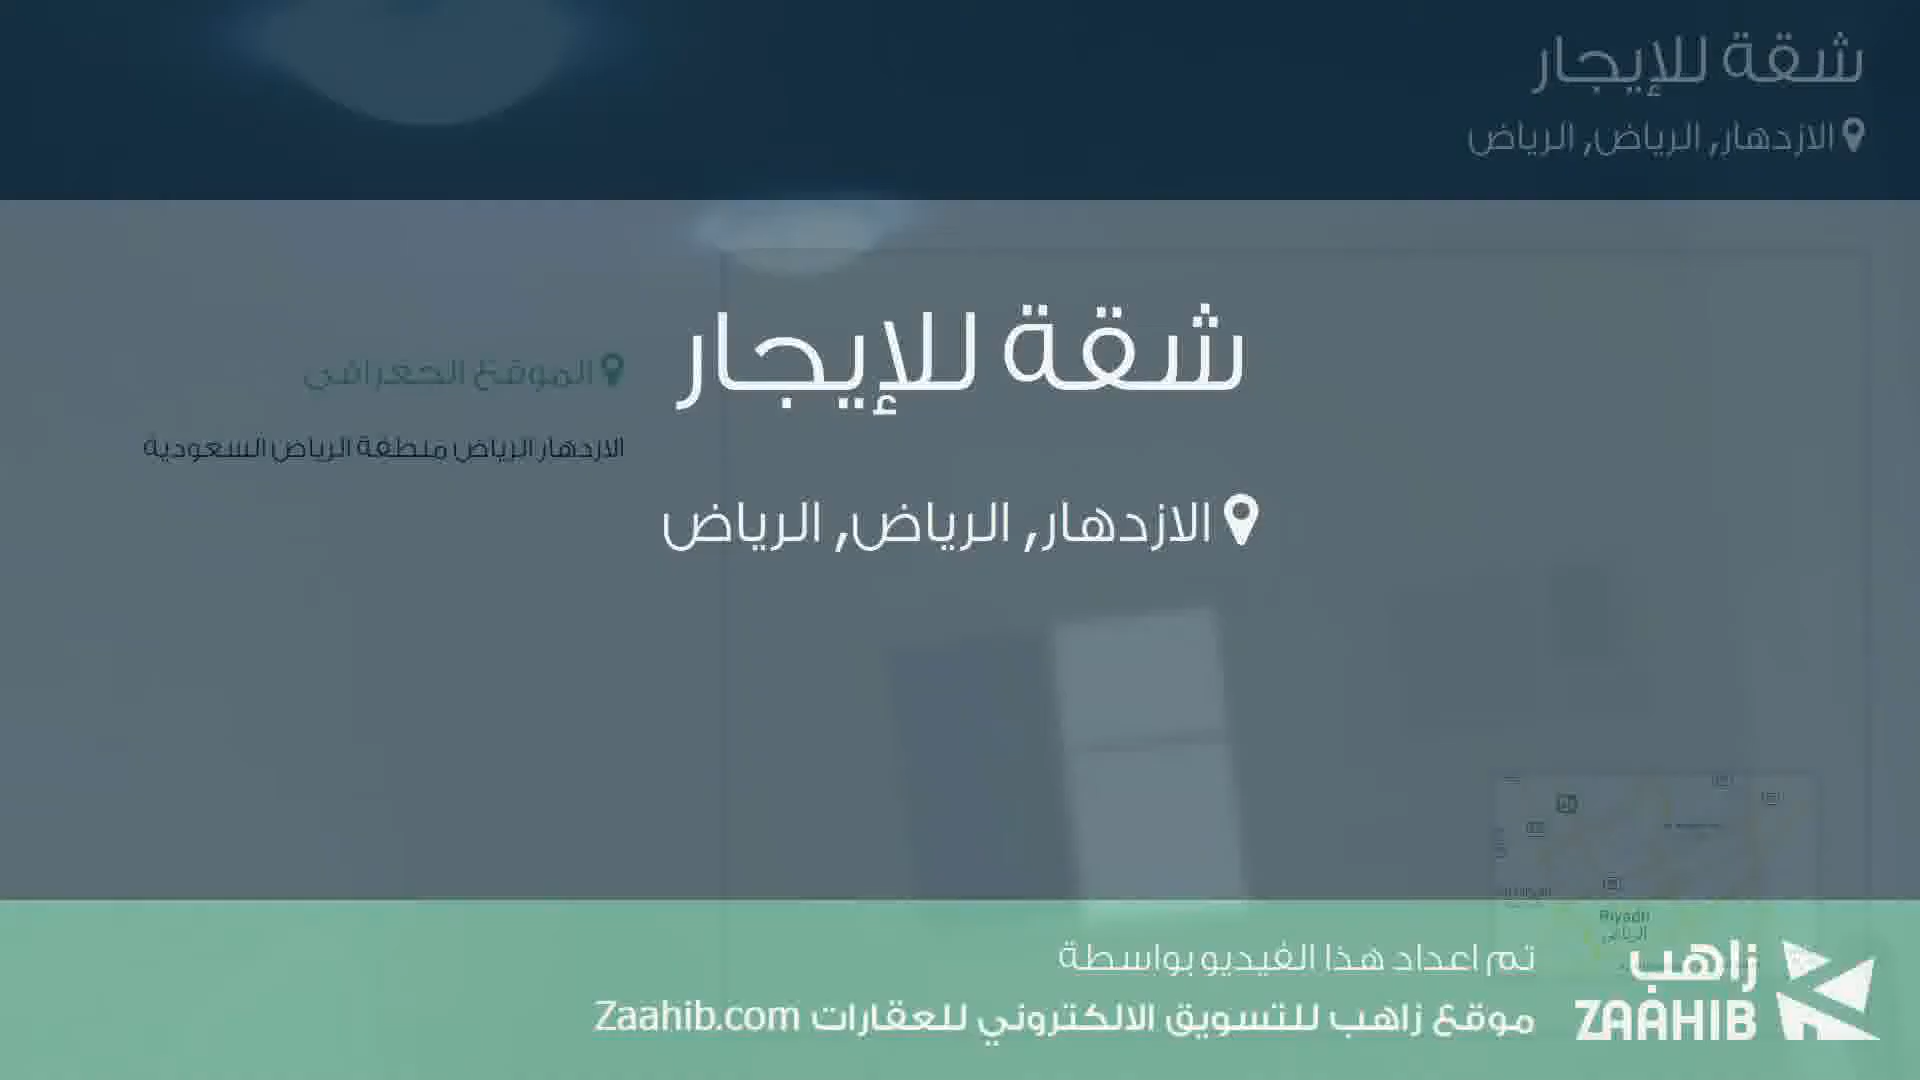 شقة للإيجار
الازدهار, الرياض, الرياض
شقة للإيجار
الموقع الجغرافي
الازدهار الرياض منطقة الرياض السعودية
الازدهار, الرياض, الرياض
Riyadh
الرياض
تم اعداد هذا الفيديو بواسطة
موقع زاهب للتسويق الالكتروني للعقارات Zaahib.com
زاهب
ZAAHIB